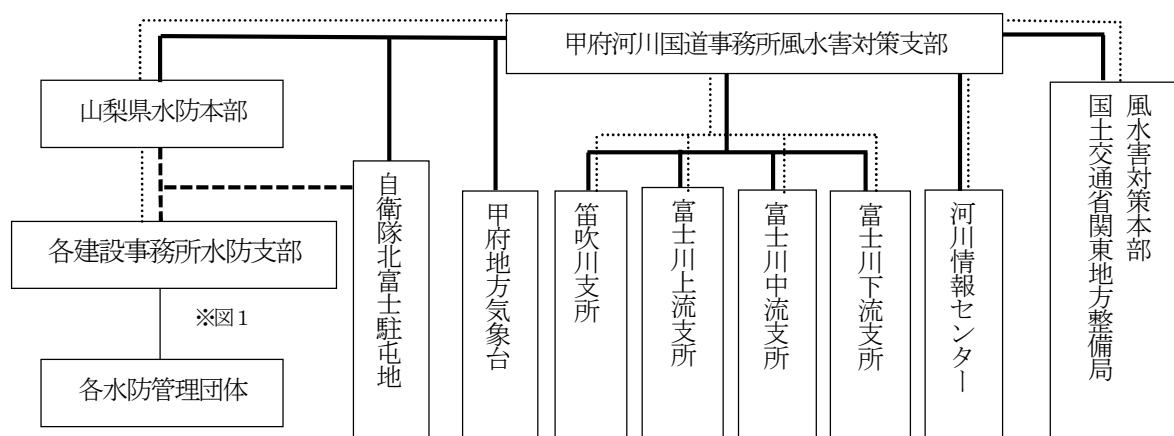 甲府河川国道事務所風水害対策支部
山梨県水防本部
各建設事務所水防支部
※図1
各水防管理団体
自衛隊北富士駐屯地
甲府地方気象台
笛吹川支所
富士川上流支所
富士川中流支所
富士川下流支所
河川情報センター
風水害対策本部
国土交通省関東地方整備局